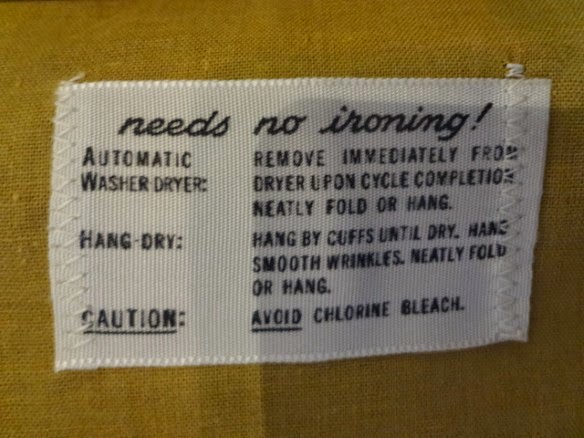 needs no ironing!
AUTOMATIC REMOVE IMMEDIATELY FROM
WASHER-DRYER: DRYER UPON CYCLE COMPLETION
NEATLY FOLD OR HANG.
HANG-DRY: HANG BY CUFFS UNTIL DRY. HAND
SMOOTH WRINKLES. NEATLY FOLD
OR HANG.
CAUTION: AVOID CHLORINE BLEACH.